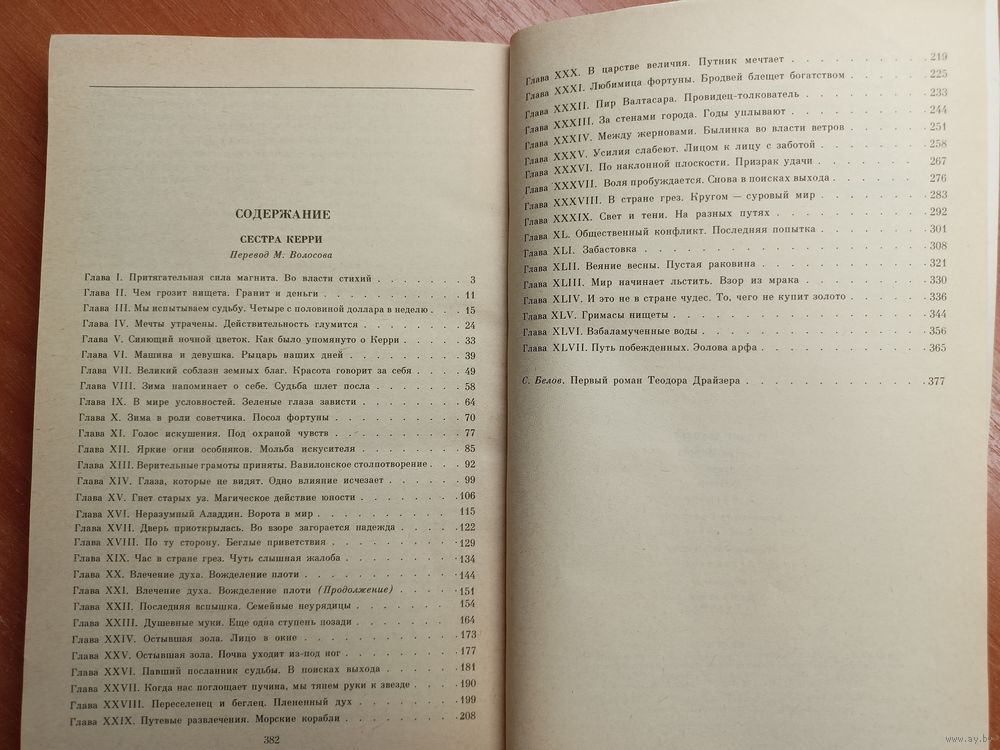 СОДЕРЖАНИЕ
СЕСТРА КЕРРИ
Перевод М. Волосова
Глава I. Притягательная сила магнита. Во власти стихий . . . . . . . 3
Глава II. Чем грозит нищета. Гранит и деньги . . . . . . . . . . 11
Глава III. Мы испытываем судьбу. Четыре с половиной доллара в неделю . . . 15
Глава IV. Мечты утрачены. Действительность глумится . . . . . . . 24
Глава V. Сияющий ночной цветок. Как было упомянуто о Керри . . . . . 33
Глава VI. Машина и девушка. Рыцарь наших дней . . . . . . . . 39
Глава VII. Великий соблазн земных благ. Красота говорит за себя . . . . 49
Глава VIII. Зима напоминает о себе. Судьба шлет посла . . . . . . . 58
Глава IX. В мире условностей. Зеленые глаза зависти . . . . . . . 64
Глава X. Зима в роли советчика. Посол фортуны . . . . . . . . . 70
Глава XI. Голос искушения. Под охраной чувств . . . . . . . . . 77
Глава XII. Яркие огни особняков. Мольба искусителя . . . . . . . 85
Глава XIII. Верительные грамоты приняты. Вавилонское столпотворение . . . 92
Глава XIV. Глаза, которые не видят. Одно влияние исчезает . . . . . . 99
Глава XV. Гнет старых уз. Магическое действие юности . . . . . . . 106
Глава XVI. Неразумный Аладдин. Ворота в мир . . . . . . . . . 115
Глава XVII. Дверь приоткрылась. Во взоре загорается надежда . . . . . 122
Глава XVIII. По ту сторону. Беглые приветствия . . . . . . . . . 129
Глава XIX. Час в стране грез. Чуть слышная жалоба . . . . . . . . 134
Глава XX. Влечение духа. Вожделение плоти . . . . . . . . . . 144
Глава XXI. Влечение духа. Вожделение плоти (Продолжение) . . . . . 151
Глава XXII. Последняя вспышка. Семейные неурядицы . . . . . . . 154
Глава XXIII. Душевные муки. Еще одна ступень позади . . . . . . . 164
Глава XXIV. Остывшая зола. Лицо в окне . . . . . . . . . . . 173
Глава XXV. Остывшая зола. Почва уходит из-под ног . . . . . . . . 177
Глава XXVI. Павший посланник судьбы. В поисках выхода . . . . . . 181
Глава XXVII. Когда нас поглощает пучина, мы тянем руки к звезде . . . . 190
Глава XXVIII. Переселенец и беглец. Плененный дух . . . . . . . . 199
Глава XXIX. Путевые развлечения. Морские корабли . . . . . . . . 208
382
Глава XXX. В царстве величия. Путник мечтает . . . . . . . . . 219
Глава XXXI. Любимица фортуны. Бродвей блещет богатством . . . . . 225
Глава XXXII. Пир Валтасара. Провидец-толкователь . . . . . . . . 233
Глава XXXIII. За стенами города. Годы уплывают . . . . . . . . . 244
Глава XXXIV. Между жерновами. Былинка во власти ветров . . . . . . 251
Глава XXXV. Усилия слабеют. Лицом к лицу с заботой . . . . . . . 258
Глава XXXVI. По наклонной плоскости. Призрак удачи . . . . . . . 267
Глава XXXVII. Воля пробуждается. Снова в поисках выхода . . . . . . 276
Глава XXXVIII. В стране грез. Кругом — суровый мир . . . . . . . 283
Глава XXXIX. Свет и тени. На разных путях . . . . . . . . . . 292
Глава XL. Общественный конфликт. Последняя попытка . . . . . . . 301
Глава XLI. Забастовка . . . . . . . . . . . . . . . . 308
Глава XLII. Веяние весны. Пустая раковина . . . . . . . . . . 321
Глава XLIII. Мир начинает льстить. Взор из мрака . . . . . . . . 330
Глава XLIV. И это не в стране чудес. То, чего не купит золото . . . . . 336
Глава XLV. Гримасы нищеты . . . . . . . . . . . . . . 344
Глава XLVI. Взбаламученные воды . . . . . . . . . . . . 356
Глава XLVII. Путь побежденных. Эолова арфа . . . . . . . . . . 365
С. Белов. Первый роман Теодора Драйзера . . . . . . . . . . . 377
www.ay.by